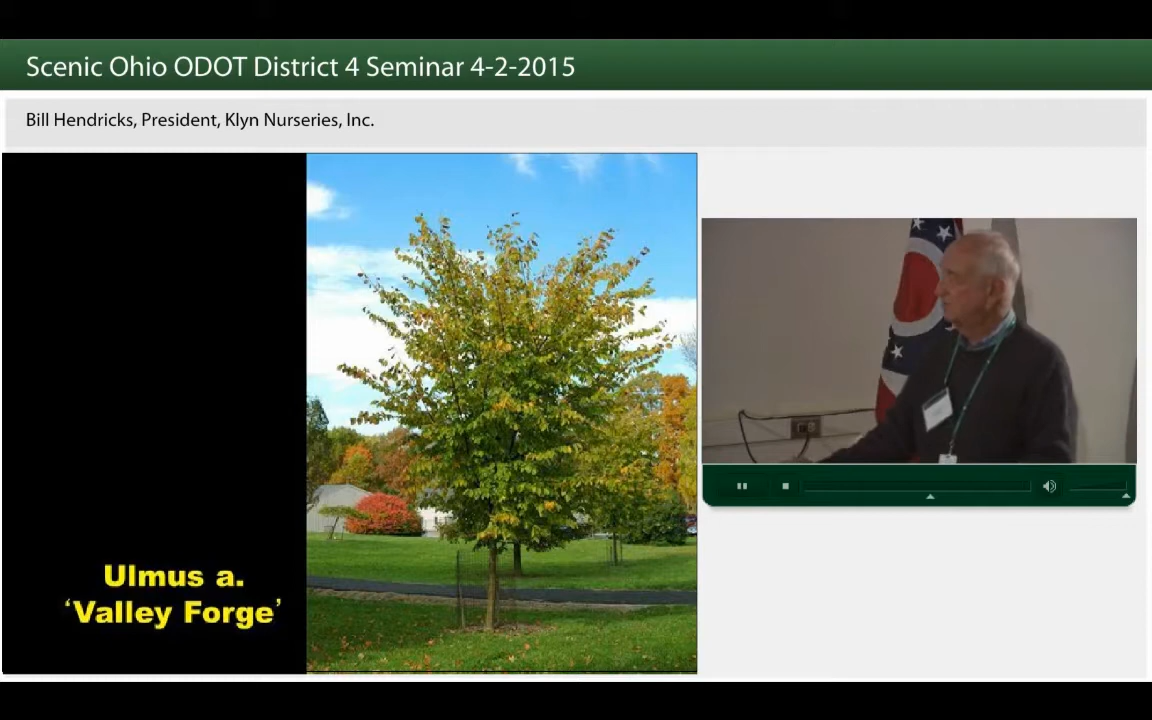 Scenic Ohio ODOT District 4 Seminar 4-2-2015
Bill Hendricks, President, Klyn Nurseries, Inc.
Ulmus a.
‘Valley Forge’